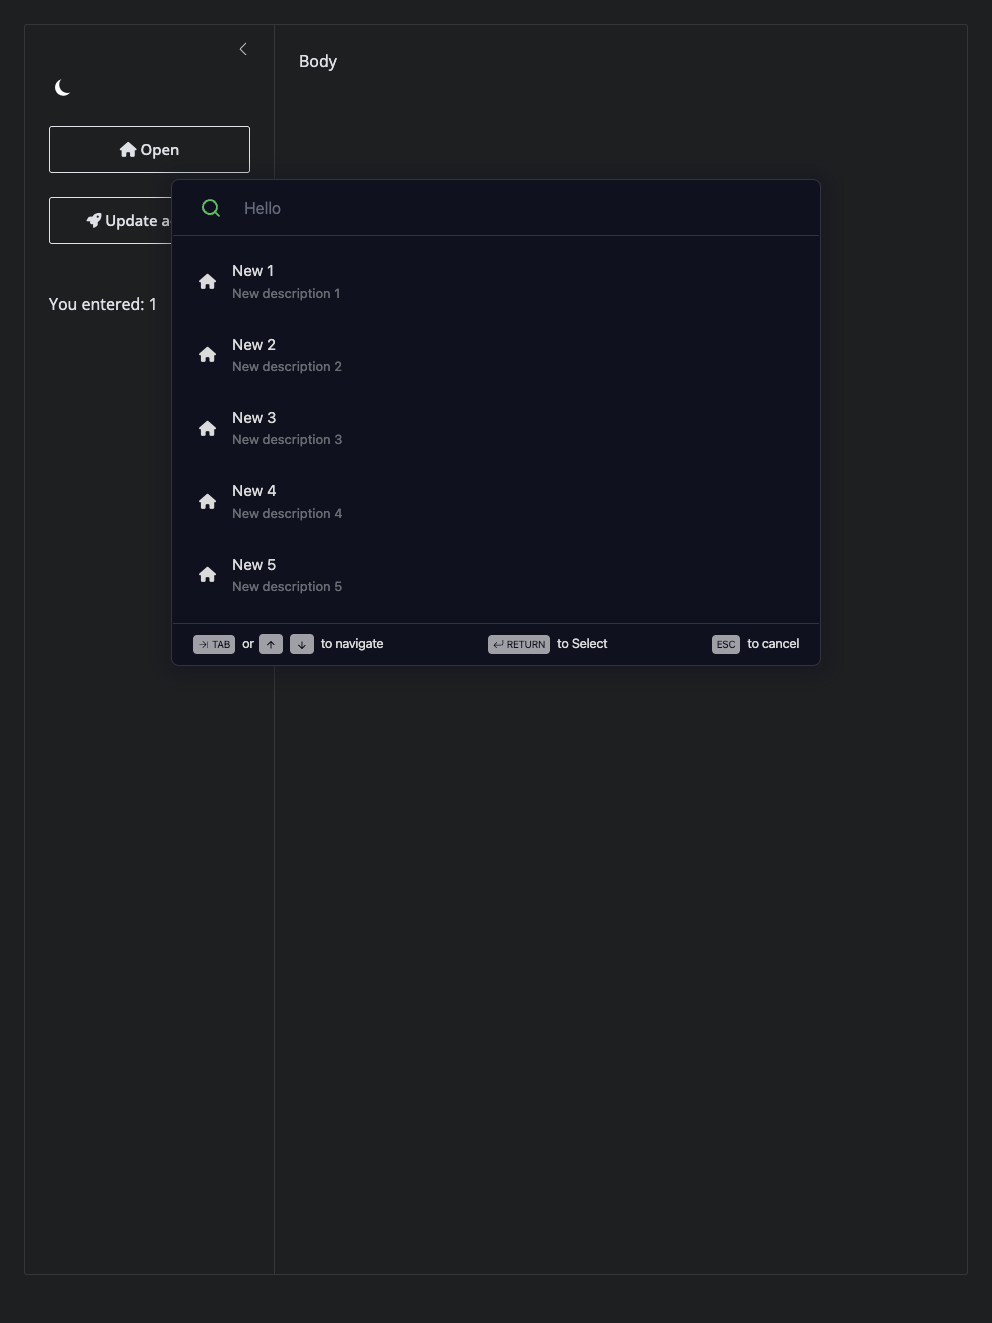 Body
Open
Update a
You entered: 1
Hello
New 1
New description 1
New 2
New description 2
New 3
New description 3
New 4
New description 4
New 5
New description 5
TAB or ↑ ↓ to navigate
RETURN to Select
ESC to cancel